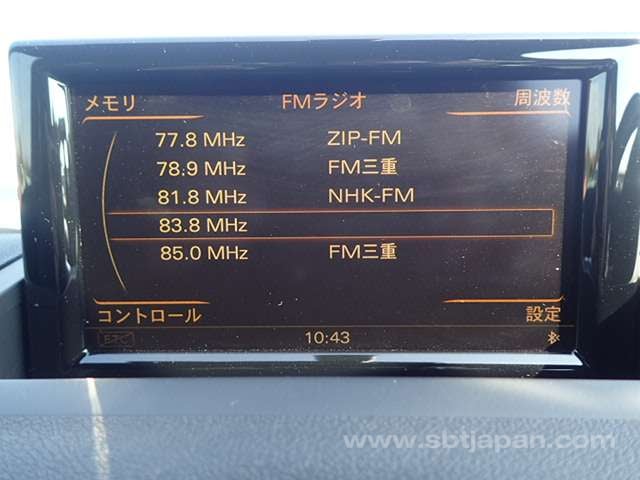 メモリ FMラジオ 周波数
77.8 MHz ZIP-FM
78.9 MHz FM三重
81.8 MHz NHK-FM
83.8 MHz
85.0 MHz FM三重
コントロール 設定
10:43
www.sbtjapan.com